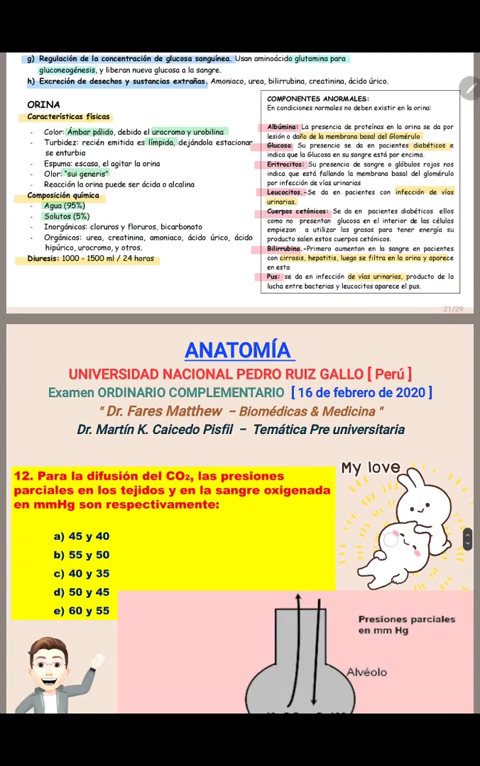 g) Regulación de la concentración de glucosa sanguínea. Usan aminoácido glutamina para
gluconeogénesis, y liberan nueva glucosa a la sangre.
h) Excreción de desechos y sustancias extrañas. Amoniaco, urea, bilirrubina, creatinina, ácido úrico.
ORINA
Características físicas
- Color: Ámbar pálido, debido el urocromo y urobilina
- Turbidez: recién emitida es límpida, dejándola estacionar
se enturbia
- Espuma: escasa, el agitar la orina
- Olor: "sui generis"
- Reacción la orina puede ser ácida o alcalina
Composición química
- Agua (95%)
- Solutos (5%)
- Inorgánicos: cloruros y floruros, bicarbonato
- Orgánicos: urea, creatinina, amoniaco, ácido úrico, ácido
hipúrico, urocromo, y otros.
Diuresis: 1000 - 1500 ml / 24 horas
COMPONENTES ANORMALES:
En condiciones normales no deben existir en la orina:
Albúmina: La presencia de proteínas en la orina se da por
lesión o daño de la membrana basal del Glomérulo
Glucosa: Su presencia se da en pacientes diabéticos e
indica que la Glucosa en su sangre está por encima.
Eritrocitos: Su presencia de sangre o glóbulos rojos nos
indica que está fallando la membrana basal del glomérulo
por infección de vías urinarias
Leucocitos.- Se da en pacientes con infección de vías
urinarias.
Cuerpos cetónicos: Se da en pacientes diabéticos ellos
como no presentan glucosa en el interior de las células
empiezan a utilizar las grasas para tener energía su
producto salen estos cuerpos cetónicos.
Bilirrubina.-Primero aumentan en la sangre en pacientes
con cirrosis, hepatitis, luego se filtra en la orina y aparece
en esta
Pus: se da en infección de vías urinarias, producto de la
lucha entre bacterias y leucocitos aparece el pus.
21/29
ANATOMÍA
UNIVERSIDAD NACIONAL PEDRO RUIZ GALLO [ Perú ]
Examen ORDINARIO COMPLEMENTARIO [ 16 de febrero de 2020 ]
" Dr. Fares Matthew – Biomédicas & Medicina "
Dr. Martín K. Caicedo Pisfil – Temática Pre universitaria
12. Para la difusión del CO₂, las presiones
parciales en los tejidos y en la sangre oxigenada
en mmHg son respectivamente:
a) 45 y 40
b) 55 y 50
c) 40 y 35
d) 50 y 45
e) 60 y 55
My love
Presiones parciales
en mm Hg
Alvéolo